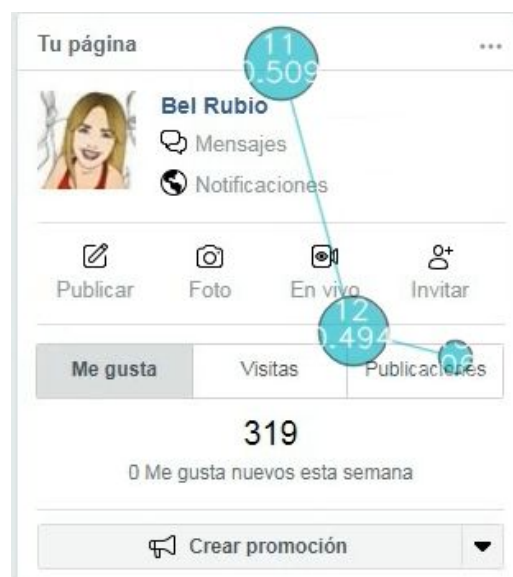 Tu página
11
0.509
Bel Rubio
Mensajes
Notificaciones
Publicar Foto En vivo Invitar
12
0.494
Me gusta Visitas Publicaciones
319
0 Me gusta nuevos esta semana
Crear promoción